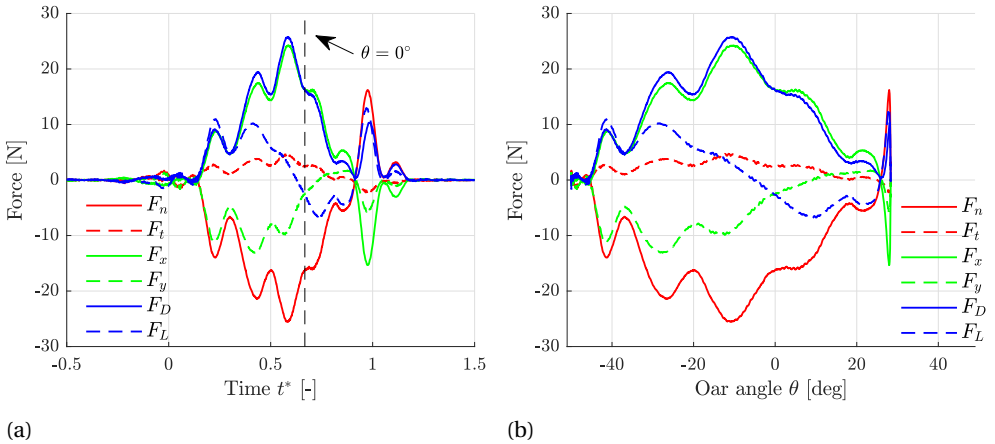 30
20
10
0
-10
-20
-30
Force [N]
θ = 0°
F_n
F_t
F_x
F_y
F_D
F_L
-0.5 0 0.5 1 1.5
Time t* [-]
(a)
30
20
10
0
-10
-20
-30
Force [N]
F_n
F_t
F_x
F_y
F_D
F_L
-40 -20 0 20 40
Oar angle θ [deg]
(b)